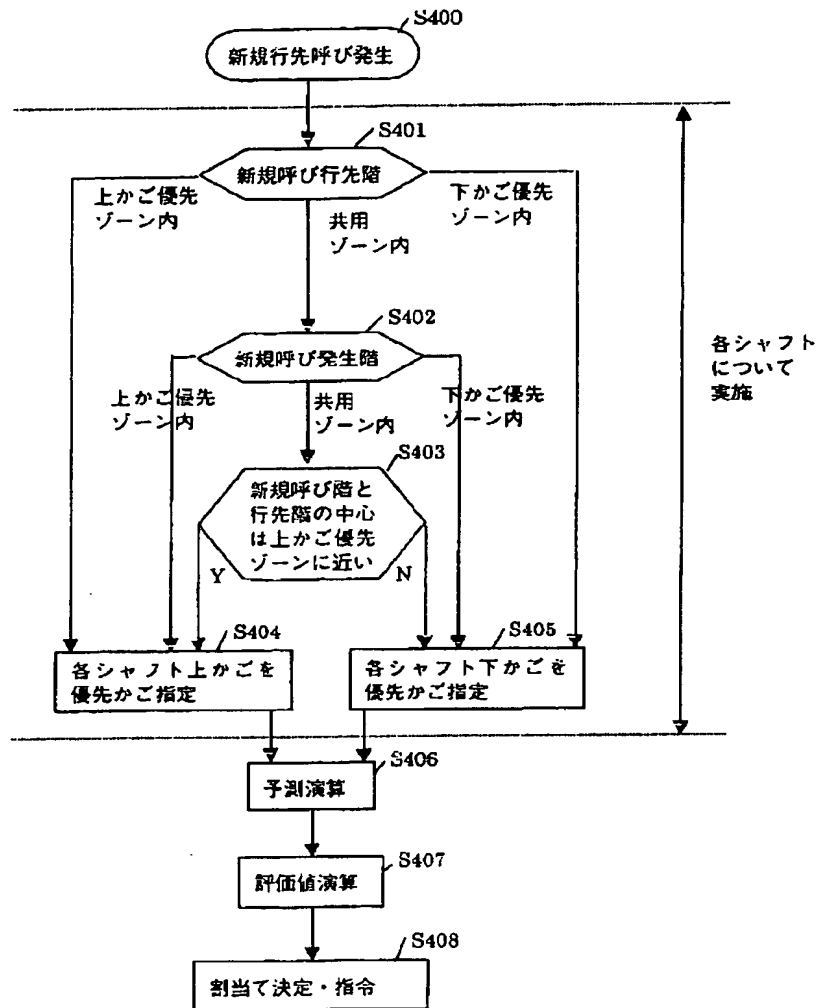 S400
新規行先呼び発生
S401
新規呼び行先階
上かご優先
ゾーン内
共用
ゾーン内
下かご優先
ゾーン内
S402
新規呼び発生階
上かご優先
ゾーン内
共用
ゾーン内
下かご優先
ゾーン内
各シャフト
について
実施
S403
新規呼び階と
行先階の中心
は上かご優先
ゾーンに近い
Y
N
S404
各シャフト上かごを
優先かご指定
S405
各シャフト下かごを
優先かご指定
S406
予測演算
S407
評価値演算
S408
割当て決定・指令